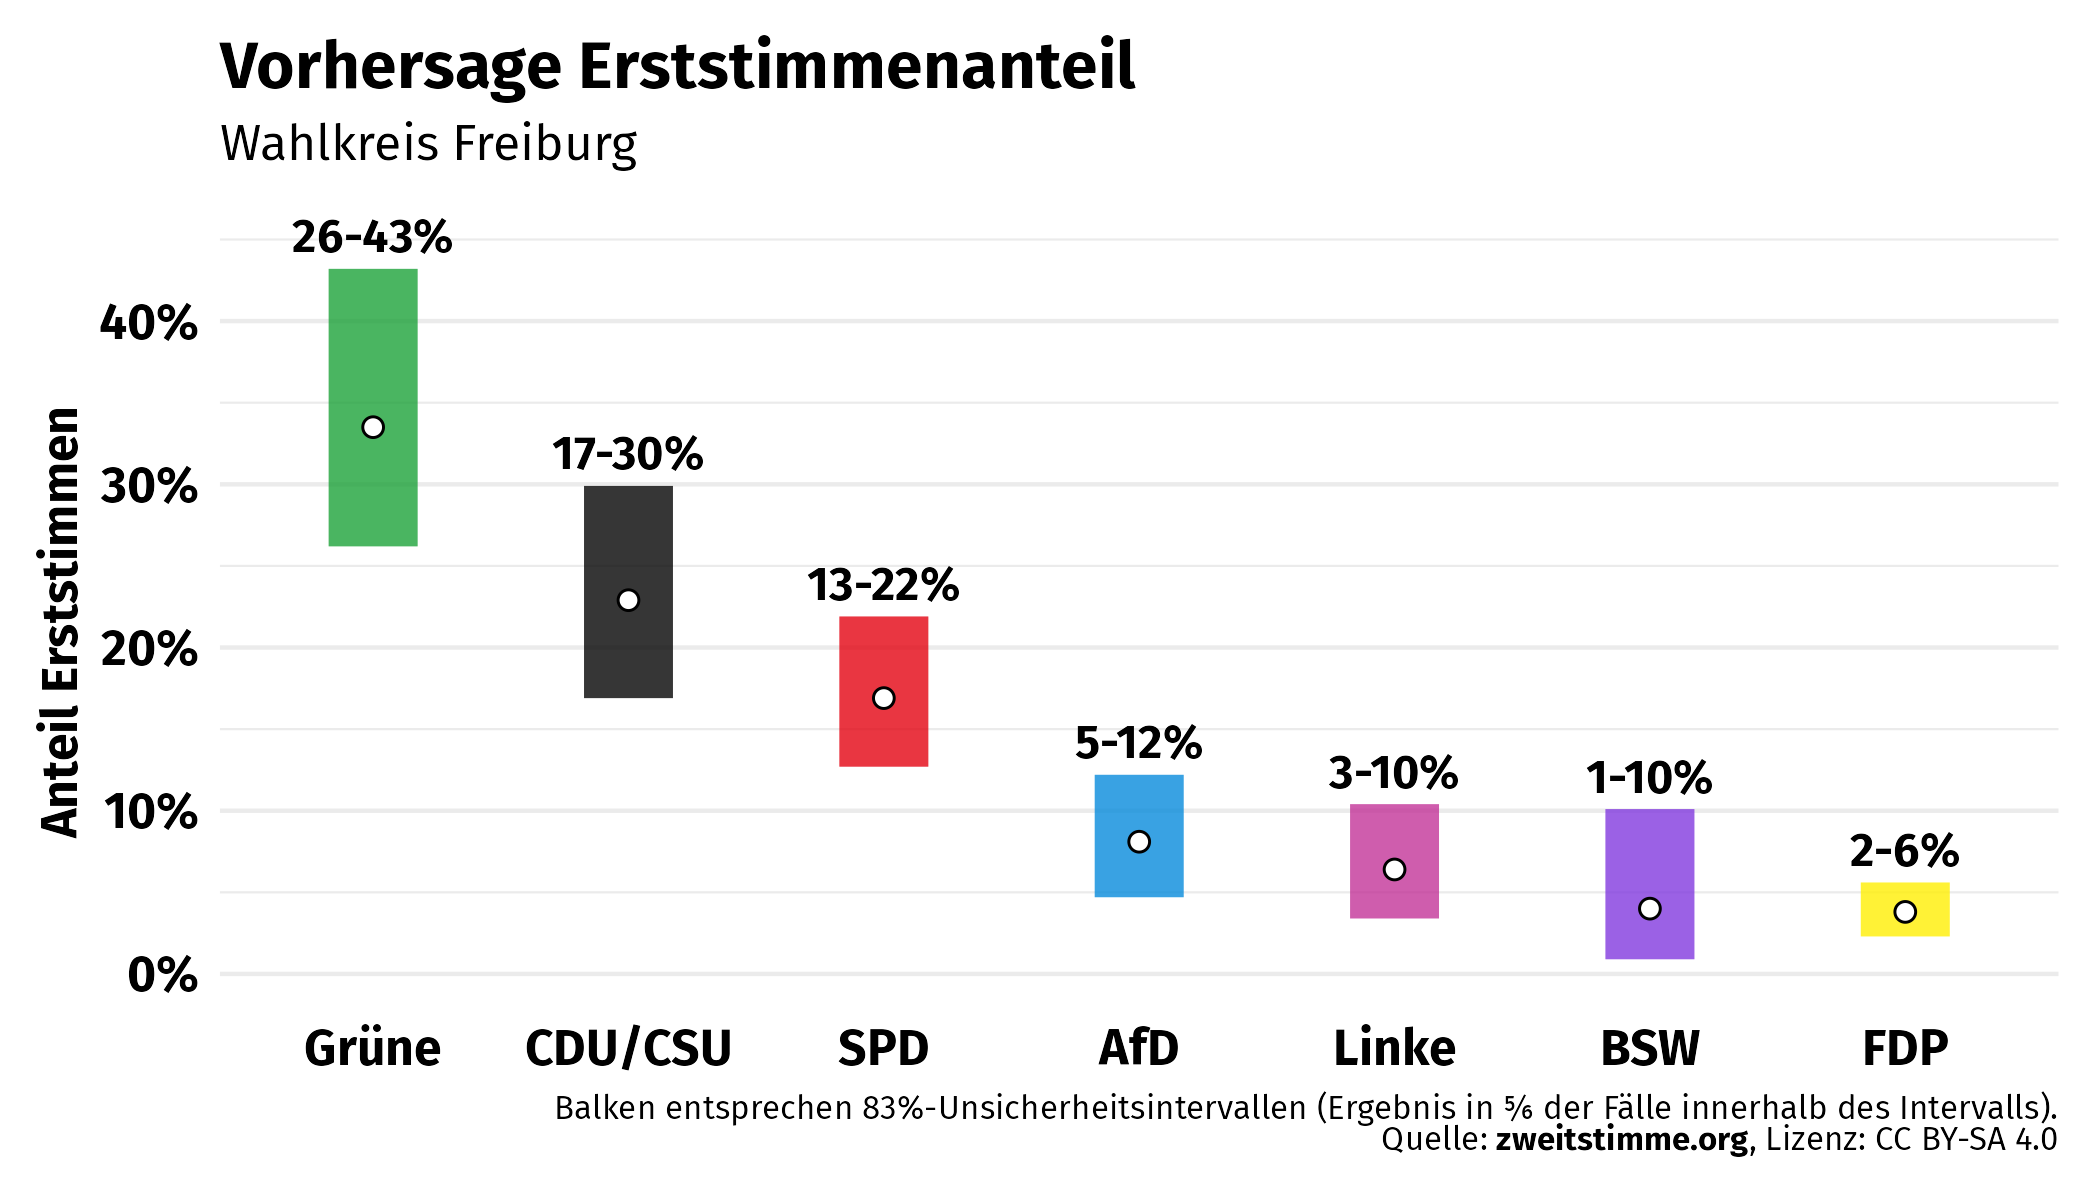 Vorhersage Erststimmenanteil
Wahlkreis Freiburg
Anteil Erststimmen
40%
30%
20%
10%
0%
26-43%
17-30%
13-22%
5-12%
3-10%
1-10%
2-6%
Grüne
CDU/CSU
SPD
AfD
Linke
BSW
FDP
Balken entsprechen 83%-Unsicherheitsintervallen (Ergebnis in ⅚ der Fälle innerhalb des Intervalls).
Quelle: zweitstimme.org, Lizenz: CC BY-SA 4.0